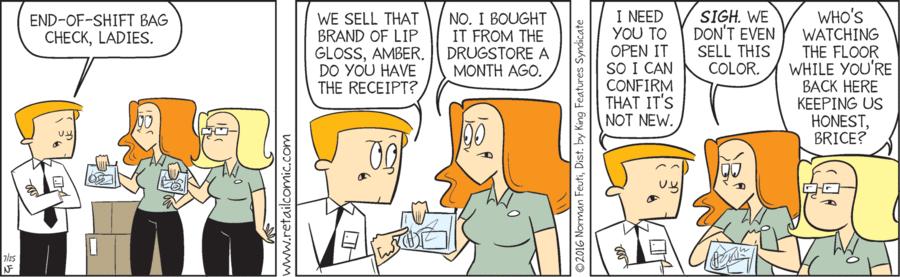 END-OF-SHIFT BAG
CHECK, LADIES.
7/15
NF
www.retailcomic.com
WE SELL THAT
BRAND OF LIP
GLOSS, AMBER.
DO YOU HAVE
THE RECEIPT?
NO. I BOUGHT
IT FROM THE
DRUGSTORE A
MONTH AGO.
©2016 Norman Feuti, Dist. by King Features Syndicate
I NEED
YOU TO
OPEN IT
SO I CAN
CONFIRM
THAT IT'S
NOT NEW.
SIGH. WE
DON'T EVEN
SELL THIS
COLOR.
WHO'S
WATCHING
THE FLOOR
WHILE YOU'RE
BACK HERE
KEEPING US
HONEST,
BRICE?